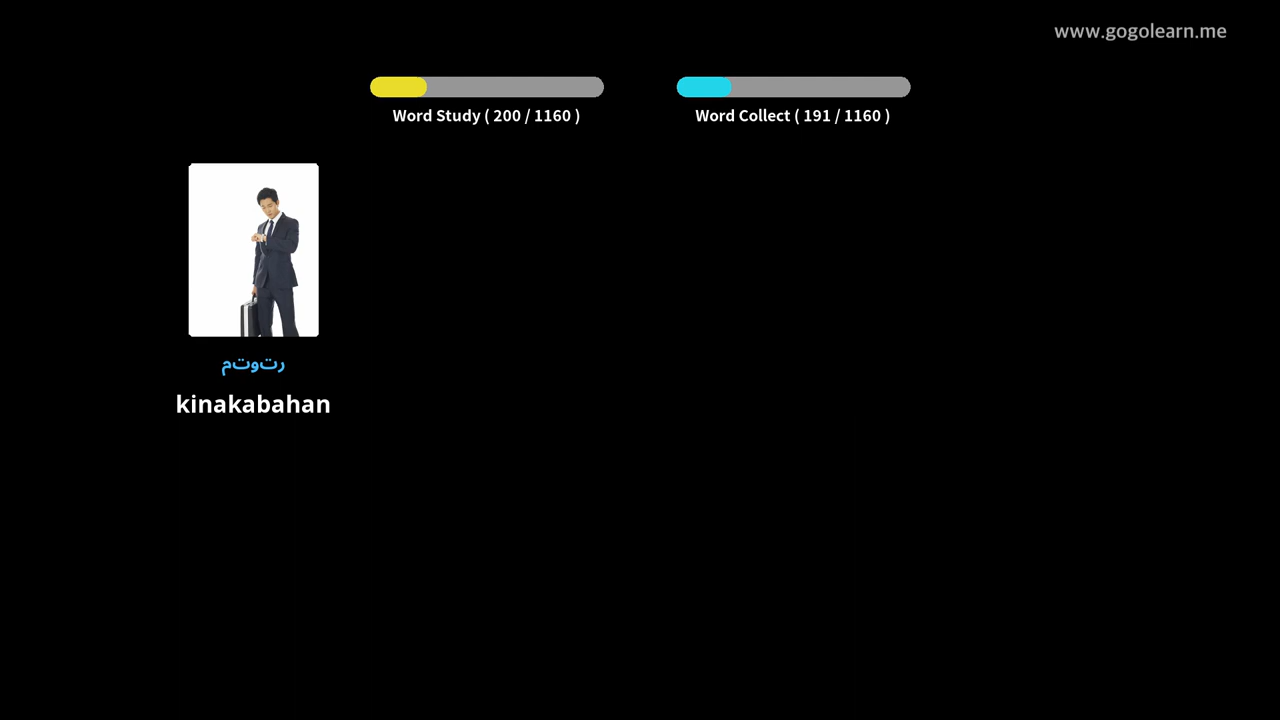 www.gogolearn.me
Word Study ( 200 / 1160 )
Word Collect ( 191 / 1160 )
رتوتم
kinakabahan